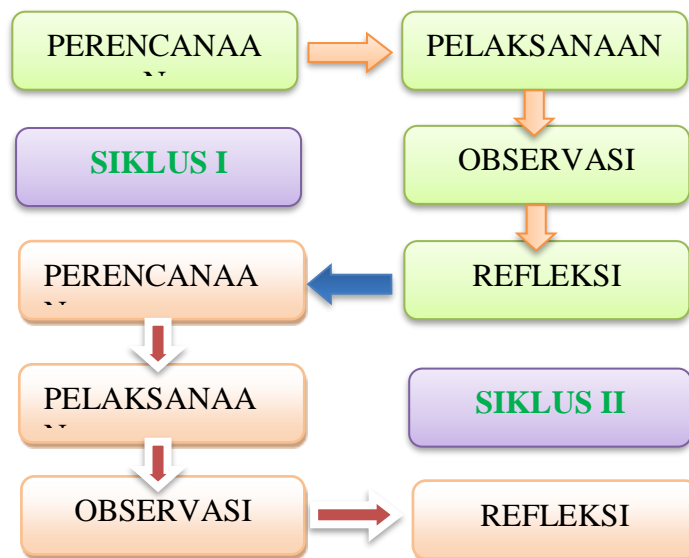 PERENCANAA
N
PELAKSANAAN
SIKLUS I
OBSERVASI
PERENCANAA
N
REFLEKSI
PELAKSANAA
N
SIKLUS II
OBSERVASI
REFLEKSI